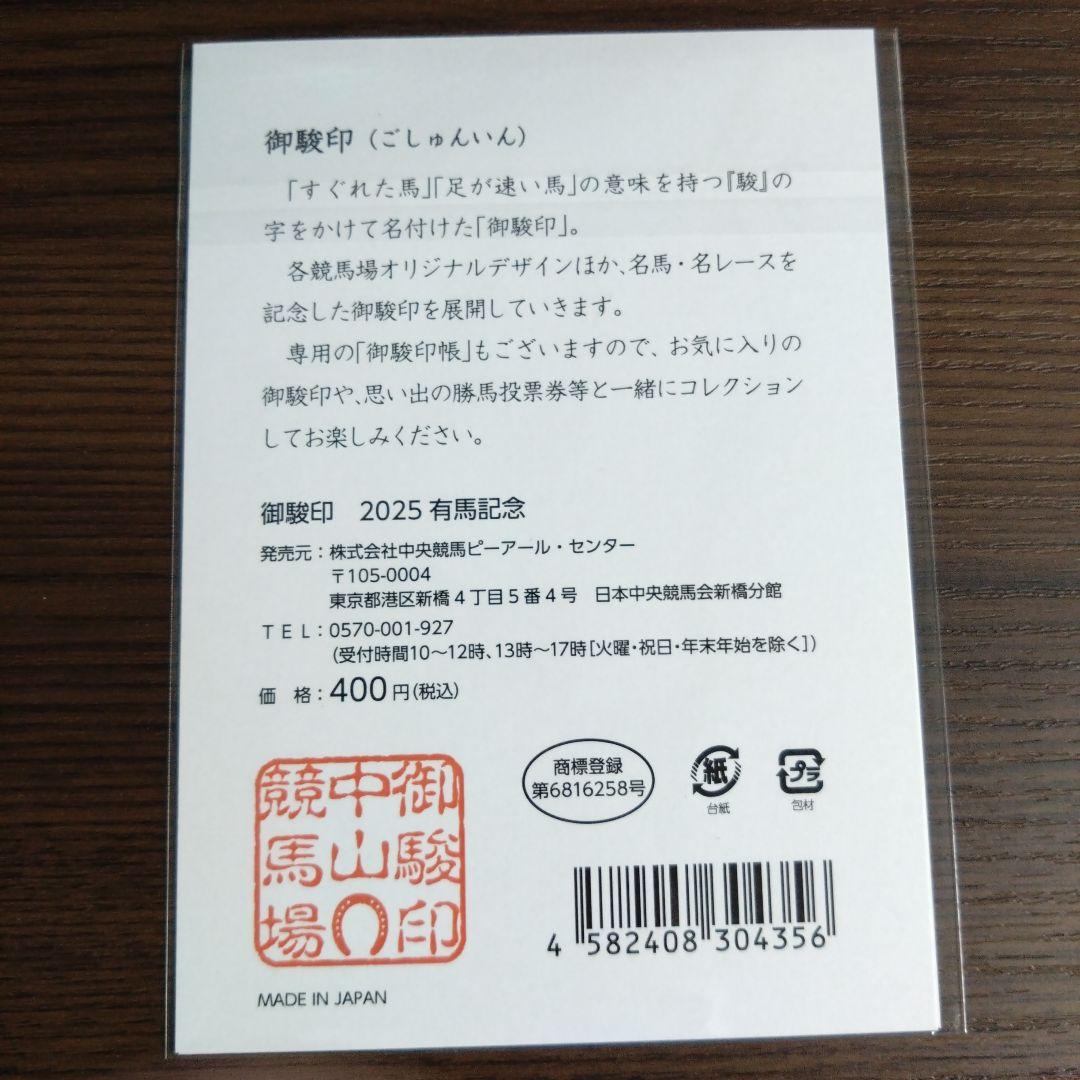 御駿印（ごしゅんいん）
「すぐれた馬」「足が速い馬」の意味を持つ『駿』の
字をかけて名付けた「御駿印」。
各競馬場オリジナルデザインほか、名馬・名レースを
記念した御駿印を展開していきます。
専用の「御駿印帳」もございますので、お気に入りの
御駿印や、思い出の勝馬投票券等と一緒にコレクション
してお楽しみください。
御駿印　2025 有馬記念
発売元：株式会社中央競馬ピーアール・センター
〒105-0004
東京都港区新橋４丁目５番４号　日本中央競馬会新橋分館
ＴＥＬ：0570-001-927
（受付時間10〜12時、13時〜17時［火曜・祝日・年末年始を除く］）
価　格：400円（税込）
御駿印
中山
競馬場
商標登録
第6816258号
紙
台紙
プラ
包材
4 582408 304356
MADE IN JAPAN